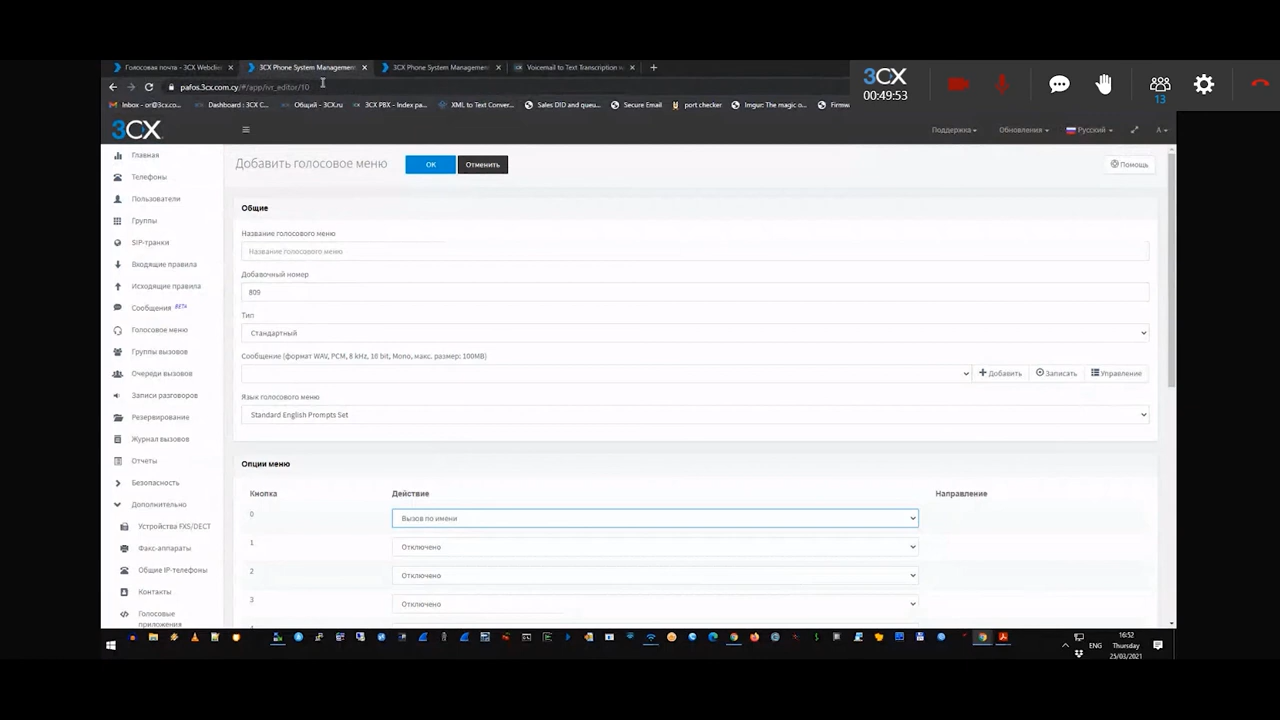 Голосовая почта - 3CX Webclie
3CX Phone System Management
3CX Phone System Management
Voicemail to Text Transcription
3CX
00:49:53
13
pafos.3cx.com.cy/#/app/ivr_editor/10
Inbox - or@3cx.co...
Dashboard : 3CX C...
Общий - 3CX.ru
3CX PBX - Index pa...
XML to Text Conver...
Sales DID and queu...
Secure Email
port checker
Imgur: The magic o...
Firmw
3CX
Поддержка
Обновления
Русский
A
Главная
Телефоны
Пользователи
Группы
SIP-транки
Входящие правила
Исходящие правила
Сообщения BETA
Голосовое меню
Группы вызовов
Очереди вызовов
Записи разговоров
Резервирование
Журнал вызовов
Отчеты
Безопасность
Дополнительно
Устройства FXS/DECT
Факс-аппараты
Общие IP-телефоны
Контакты
Голосовые
приложения
Добавить голосовое меню
ОК
Отменить
Помощь
Общие
Название голосового меню
Название голосового меню
Добавочный номер
809
Тип
Стандартный
Сообщение (формат WAV, PCM, 8 kHz, 16 bit, Mono, макс. размер: 100MB)
Добавить
Записать
Управление
Язык голосового меню
Standard English Prompts Set
Опции меню
Кнопка
Действие
Направление
0
Вызов по имени
1
Отключено
2
Отключено
3
Отключено
ENG
16:52
Thursday
25/03/2021